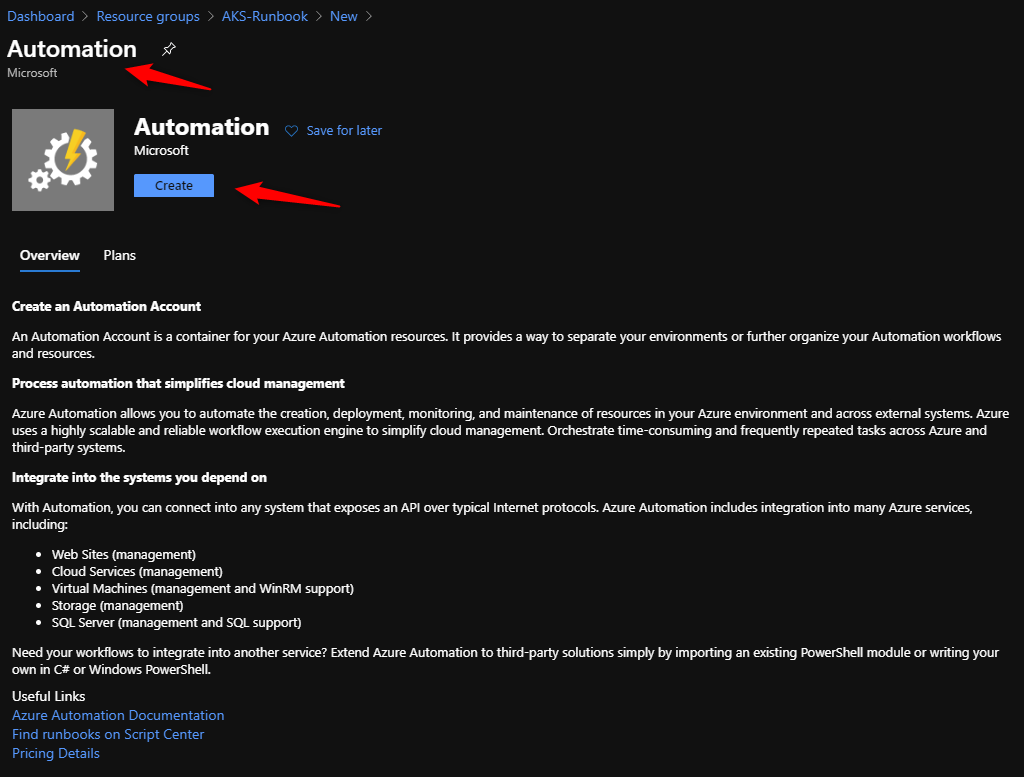 Dashboard > Resource groups > AKS-Runbook > New >
Automation
Microsoft
Automation
Save for later
Microsoft
Create
Overview Plans
Create an Automation Account
An Automation Account is a container for your Azure Automation resources. It provides a way to separate your environments or further organize your Automation workflows
and resources.
Process automation that simplifies cloud management
Azure Automation allows you to automate the creation, deployment, monitoring, and maintenance of resources in your Azure environment and across external systems. Azure
uses a highly scalable and reliable workflow execution engine to simplify cloud management. Orchestrate time-consuming and frequently repeated tasks across Azure and
third-party systems.
Integrate into the systems you depend on
With Automation, you can connect into any system that exposes an API over typical Internet protocols. Azure Automation includes integration into many Azure services,
including:
• Web Sites (management)
• Cloud Services (management)
• Virtual Machines (management and WinRM support)
• Storage (management)
• SQL Server (management and SQL support)
Need your workflows to integrate into another service? Extend Azure Automation to third-party solutions simply by importing an existing PowerShell module or writing your
own in C# or Windows PowerShell.
Useful Links
Azure Automation Documentation
Find runbooks on Script Center
Pricing Details